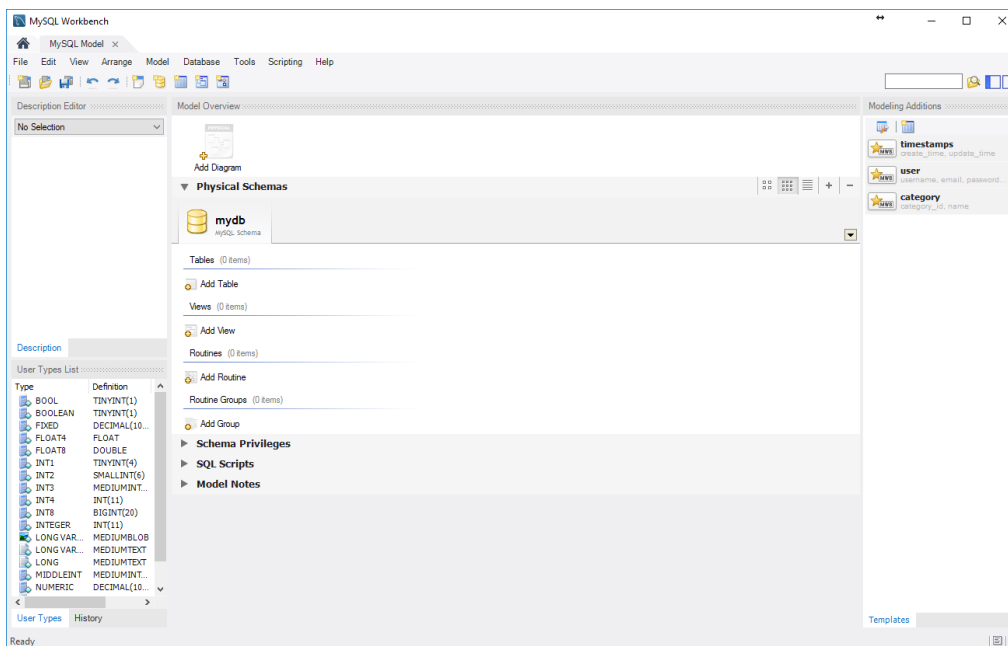 MySQL Workbench
MySQL Model
File Edit View Arrange Model Database Tools Scripting Help
Description Editor
No Selection
Description
User Types List
Type Definition
BOOL TINYINT(1)
BOOLEAN TINYINT(1)
FIXED DECIMAL(10...
FLOAT4 FLOAT
FLOAT8 DOUBLE
INT1 TINYINT(4)
INT2 SMALLINT(6)
INT3 MEDIUMINT...
INT4 INT(11)
INT8 BIGINT(20)
INTEGER INT(11)
LONG VAR... MEDIUMBLOB
LONG VAR... MEDIUMTEXT
LONG MEDIUMTEXT
MIDDLEINT MEDIUMINT...
NUMERIC DECIMAL(10...
User Types History
Ready
Model Overview
Add Diagram
Physical Schemas
mydb
MySQL Schema
Tables (0 items)
Add Table
Views (0 items)
Add View
Routines (0 items)
Add Routine
Routine Groups (0 items)
Add Group
Schema Privileges
SQL Scripts
Model Notes
Modeling Additions
timestamps
create_time, update_time
user
username, email, password...
category
category_id, name
Templates